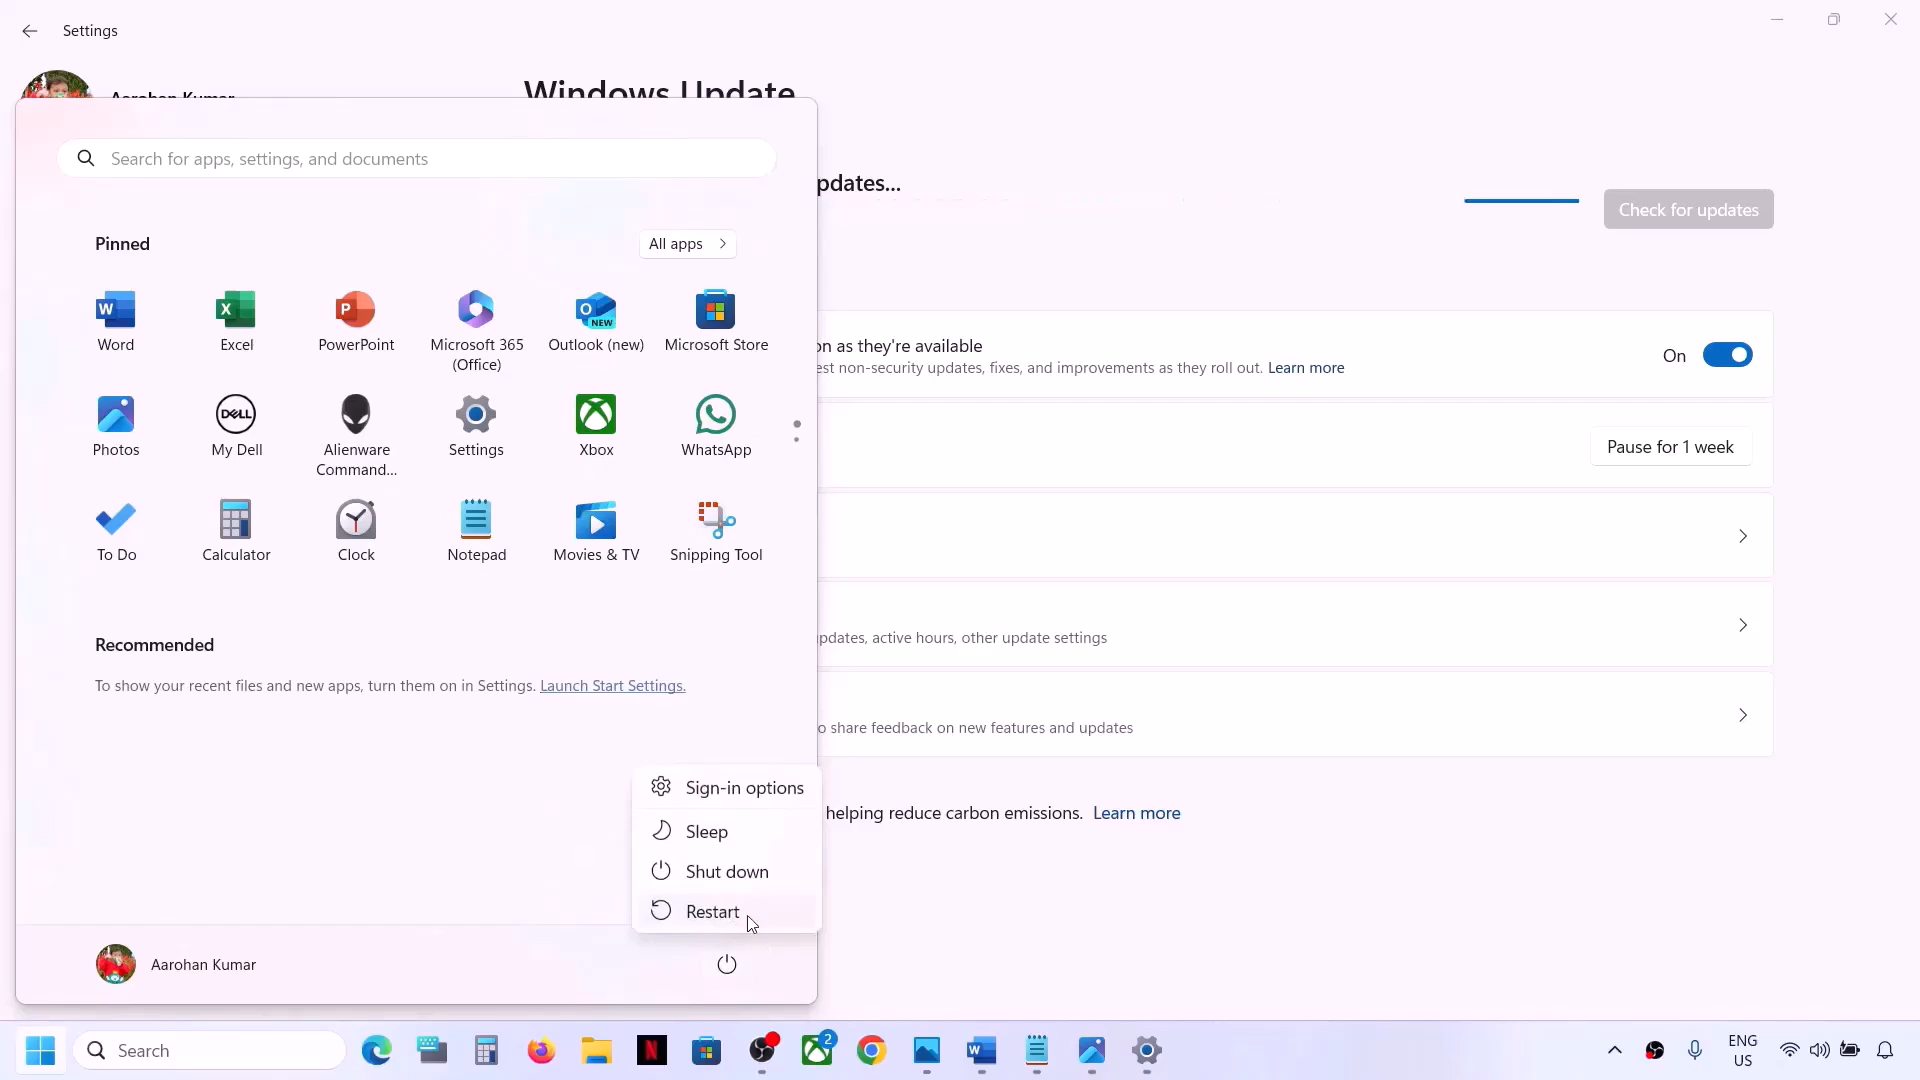 Settings
Aarohan Kumar
Windows Update
Search for apps, settings, and documents
pdates...
Check for updates
Pinned
All apps
Word
Excel
PowerPoint
Microsoft 365
(Office)
Outlook (new)
Microsoft Store
on as they're available
est non-security updates, fixes, and improvements as they roll out. Learn more
On
Photos
My Dell
Alienware
Command...
Settings
Xbox
WhatsApp
Pause for 1 week
To Do
Calculator
Clock
Notepad
Movies & TV
Snipping Tool
pdates, active hours, other update settings
Recommended
To show your recent files and new apps, turn them on in Settings. Launch Start Settings.
o share feedback on new features and updates
Sign-in options
helping reduce carbon emissions. Learn more
Sleep
Shut down
Restart
Aarohan Kumar
Search
2
ENG
US